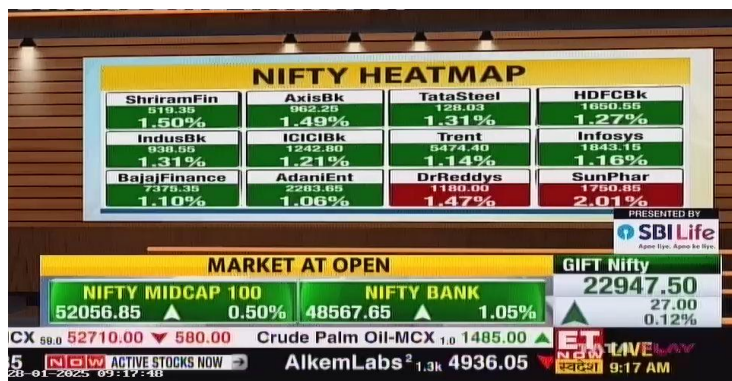 NIFTY HEATMAP
ShriramFin AxisBk TataSteel HDFCBk
519.35 962.25 128.03 1650.55
1.50% 1.49% 1.31% 1.27%
IndusBk ICICIBk Trent Infosys
938.55 1242.80 5474.40 1843.15
1.31% 1.21% 1.14% 1.16%
BajajFinance AdaniEnt DrReddys SunPhar
7375.35 2283.65 1180.00 1750.85
1.10% 1.06% 1.47% 2.01%
PRESENTED BY
SBI Life
Apne liye. Apno ke liye.
MARKET AT OPEN
GIFT Nifty
NIFTY MIDCAP 100 NIFTY BANK
22947.50
52056.85 ▲ 0.50% 48567.65 ▲ 1.05%
▲ 27.00
0.12%
CX 59.0 52710.00 ▼ 580.00 Crude Palm Oil-MCX 1.0 1485.00 ▲
ET
NOW
स्वदेश
LIVE
9:17 AM
5 NOW ACTIVE STOCKS NOW → AlkemLabs² 1.3k 4936.05 ▼
28-01-2025 09:17:48